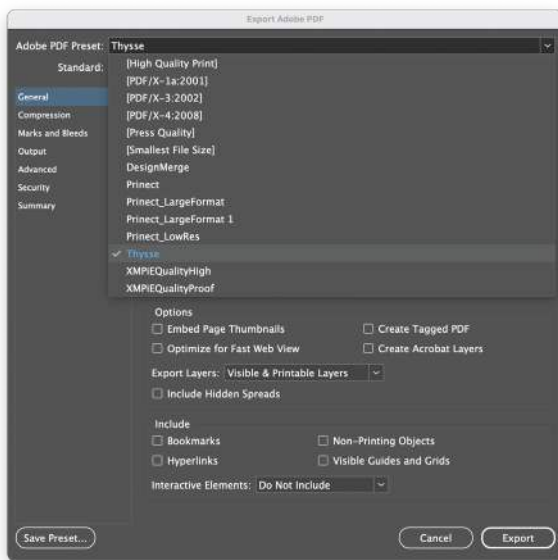 Export Adobe PDF
Adobe PDF Preset: Thysse
Standard:
[High Quality Print]
[PDF/X-1a:2001]
[PDF/X-3:2002]
[PDF/X-4:2008]
[Press Quality]
[Smallest File Size]
DesignMerge
Prinect
Prinect_LargeFormat
Prinect_LargeFormat 1
Prinect_LowRes
Thysse
XMPiEQualityHigh
XMPiEQualityProof
General
Compression
Marks and Bleeds
Output
Advanced
Security
Summary
Options
Embed Page Thumbnails Create Tagged PDF
Optimize for Fast Web View Create Acrobat Layers
Export Layers: Visible & Printable Layers
Include Hidden Spreads
Include
Bookmarks Non-Printing Objects
Hyperlinks Visible Guides and Grids
Interactive Elements: Do Not Include
Save Preset... Cancel Export